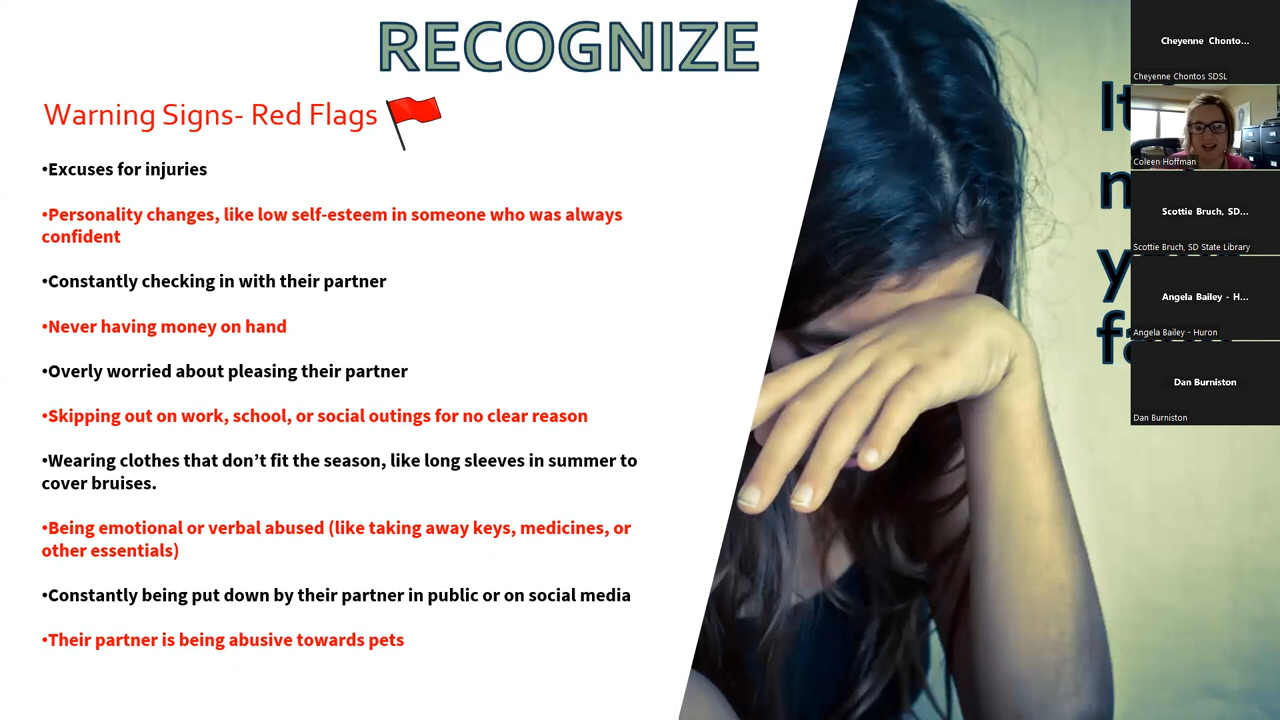 RECOGNIZE
Warning Signs- Red Flags
•Excuses for injuries
•Personality changes, like low self-esteem in someone who was always
confident
•Constantly checking in with their partner
•Never having money on hand
•Overly worried about pleasing their partner
•Skipping out on work, school, or social outings for no clear reason
•Wearing clothes that don’t fit the season, like long sleeves in summer to
cover bruises.
•Being emotional or verbal abused (like taking away keys, medicines, or
other essentials)
•Constantly being put down by their partner in public or on social media
•Their partner is being abusive towards pets
Cheyenne Chonto...
Cheyenne Chontos SDSL
Coleen Hoffman
Scottie Bruch, SD...
Scottie Bruch, SD State Library
Angela Bailey - H...
Angela Bailey - Huron
Dan Burniston
Dan Burniston